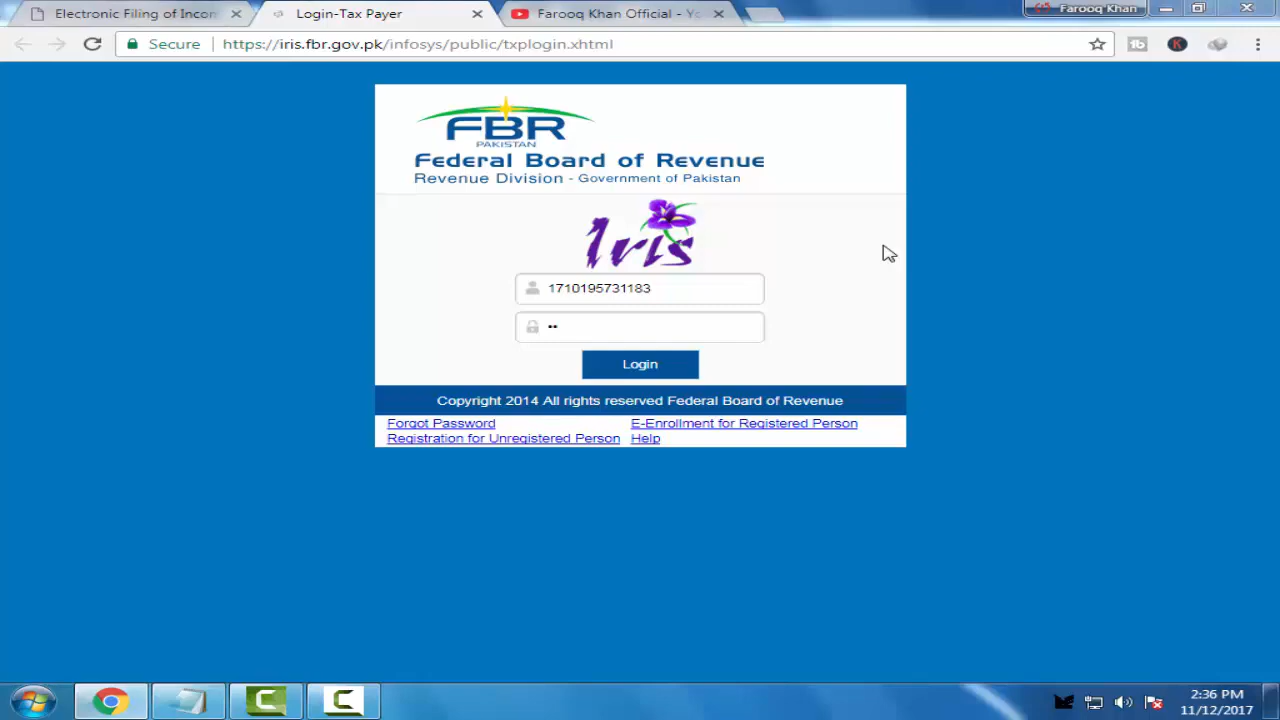 Electronic Filing of Incon
Login-Tax Payer
Farooq Khan Official - Yo
Farooq Khan
Secure
https://iris.fbr.gov.pk/infosys/public/txplogin.xhtml
FBR
PAKISTAN
Federal Board of Revenue
Revenue Division - Government of Pakistan
Iris
1710195731183
••
Login
Copyright 2014 All rights reserved Federal Board of Revenue
Forgot Password
E-Enrollment for Registered Person
Registration for Unregistered Person
Help
2:36 PM
11/12/2017